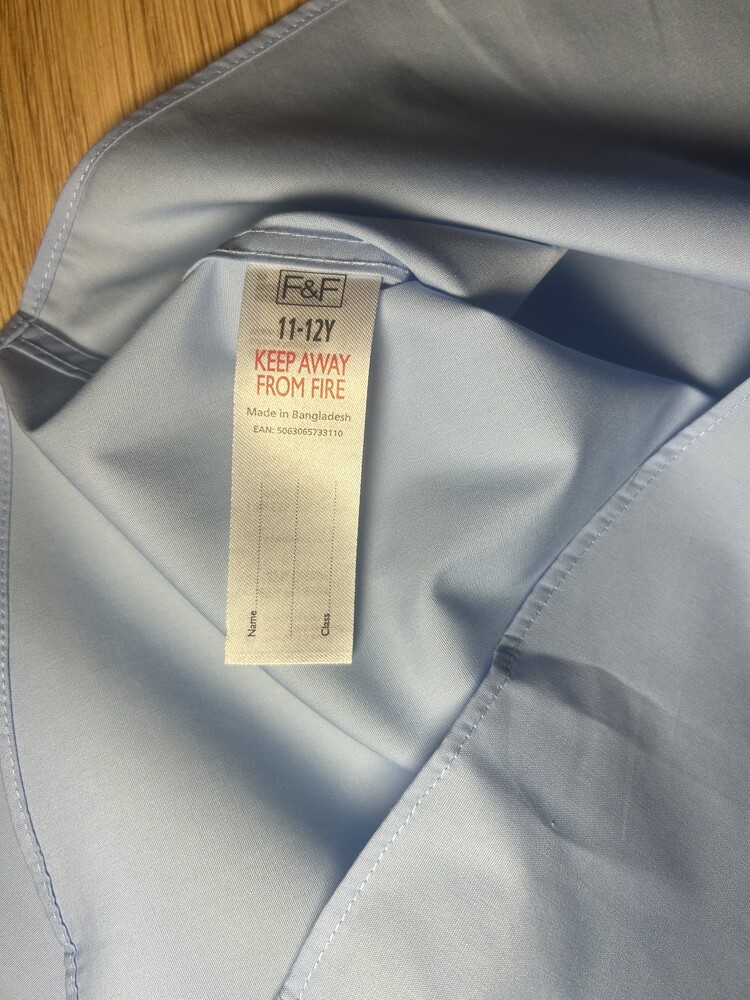 F&F
11-12Y
KEEP AWAY
FROM FIRE
Made in Bangladesh
EAN: 5063065733110
Name
Class